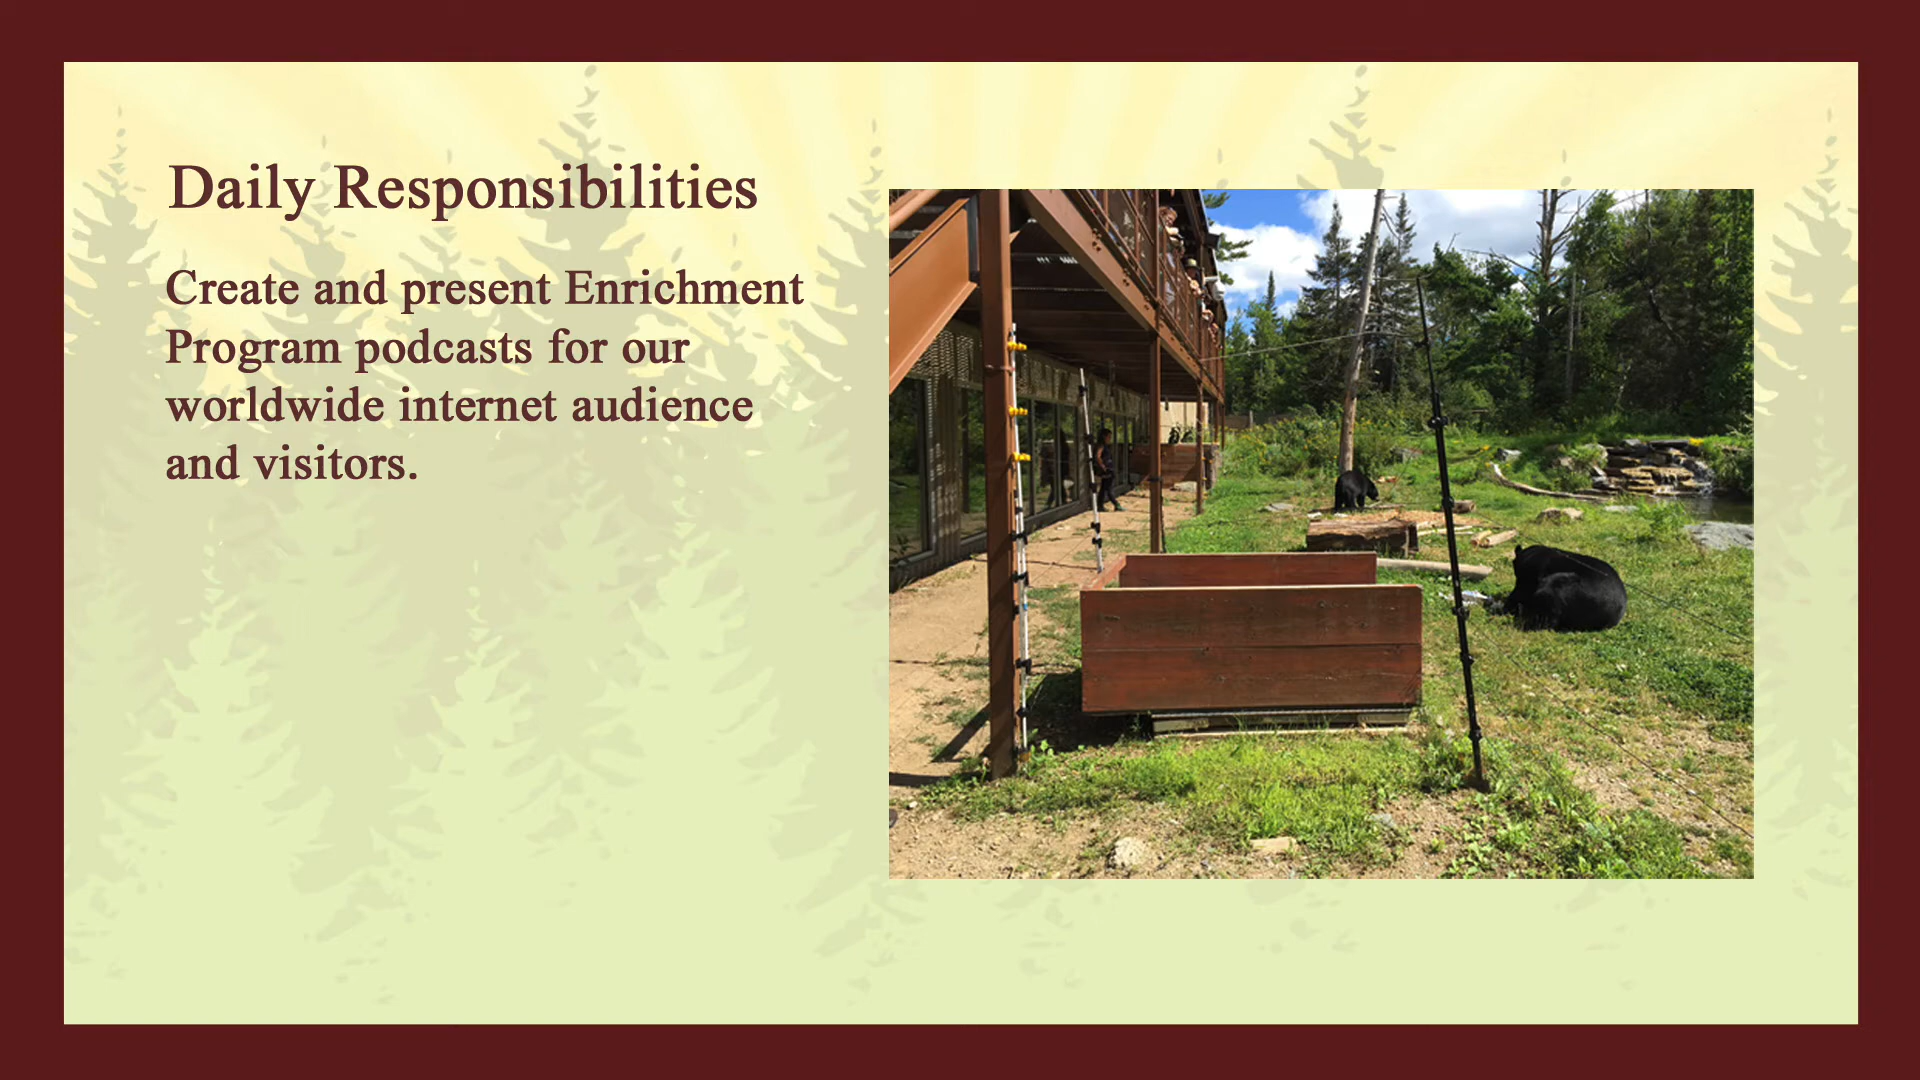 Daily Responsibilities
Create and present Enrichment
Program podcasts for our
worldwide internet audience
and visitors.